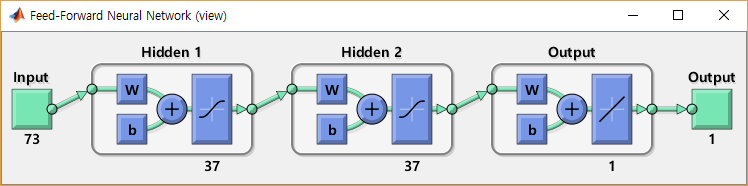 Feed-Forward Neural Network (view)
Hidden 1
Hidden 2
Output
Input
Output
W
W
W
b
b
b
73
37
37
1
1